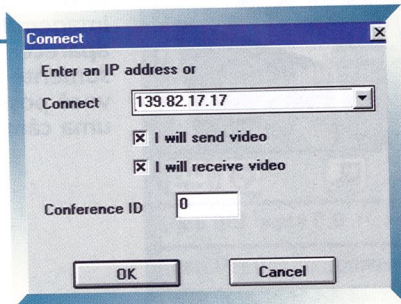 Connect
Enter an IP address or
Connect 139.82.17.17
I will send video
I will receive video
Conference ID 0
OK Cancel